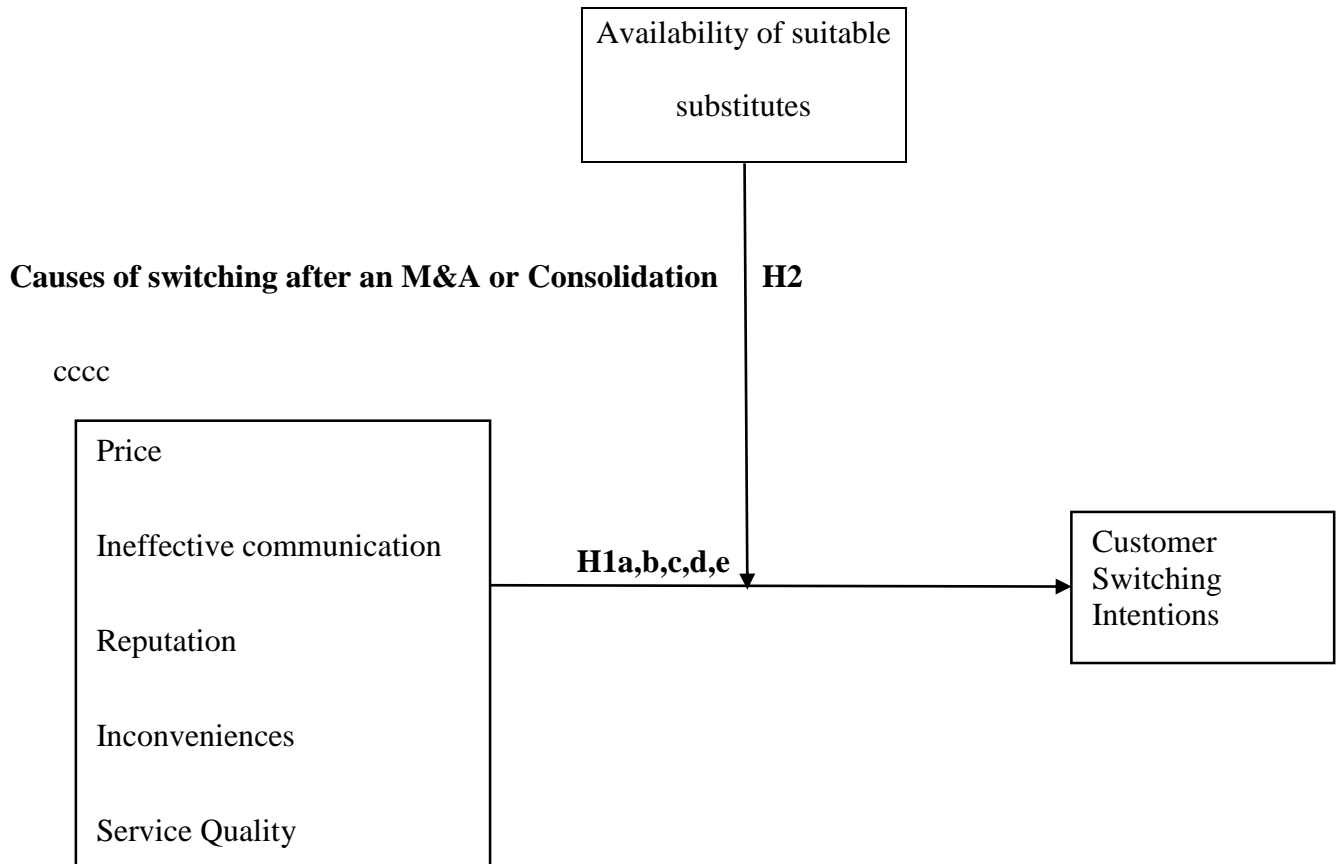 Availability of suitable
substitutes
Causes of switching after an M&A or Consolidation
H2
cccc
Price
Ineffective communication
Reputation
Inconveniences
Service Quality
H1a,b,c,d,e
Customer
Switching
Intentions